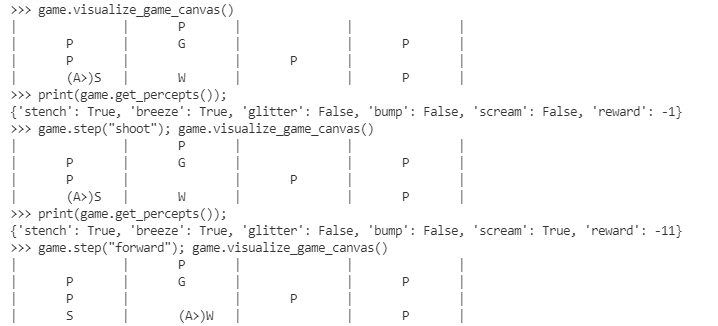 >>> game.visualize_game_canvas()
| | P | | |
| P | G | | P |
| P | | P | |
| (A>)S | W | | P |
>>> print(game.get_percepts());
{'stench': True, 'breeze': True, 'glitter': False, 'bump': False, 'scream': False, 'reward': -1}
>>> game.step("shoot"); game.visualize_game_canvas()
| | P | | |
| P | G | | P |
| P | | P | |
| (A>)S | W | | P |
>>> print(game.get_percepts());
{'stench': True, 'breeze': True, 'glitter': False, 'bump': False, 'scream': True, 'reward': -11}
>>> game.step("forward"); game.visualize_game_canvas()
| | P | | |
| P | G | | P |
| P | | P | |
| S | (A>)W | | P |